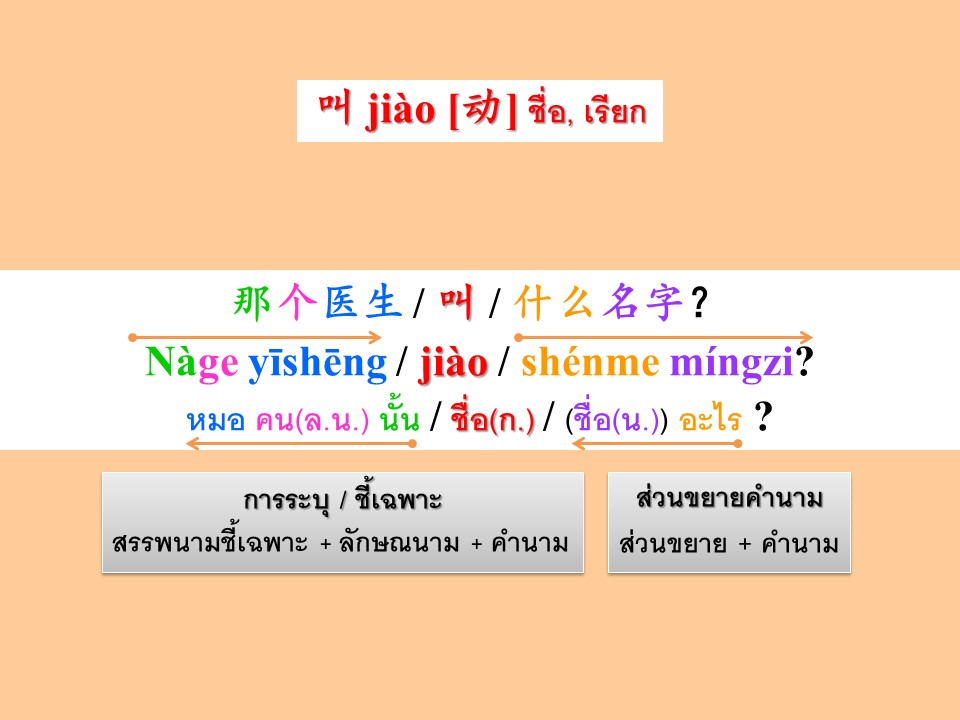 叫 jiào [动] ชื่อ, เรียก
那个医生 / 叫 / 什么名字?
Nàge yīshēng / jiào / shénme míngzi?
หมอ คน(ล.น.) นั้น / ชื่อ(ก.) / (ชื่อ(น.)) อะไร ?
การระบุ / ชี้เฉพาะ
สรรพนามชี้เฉพาะ + ลักษณนาม + คำนาม
ส่วนขยายคำนาม
ส่วนขยาย + คำนาม